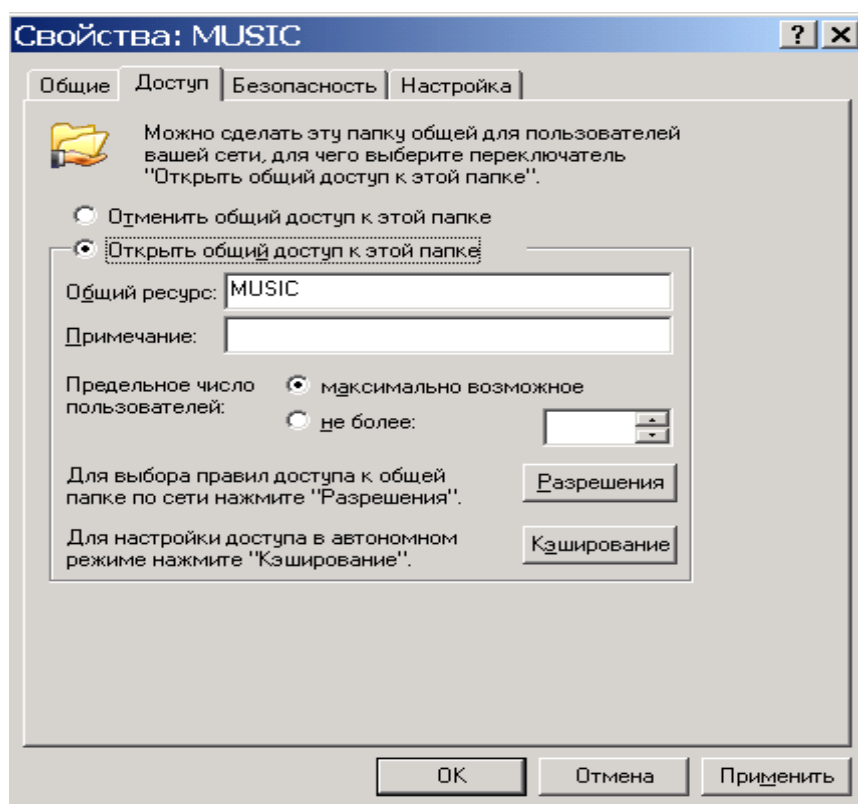 Свойства: MUSIC
Общие Доступ Безопасность Настройка
Можно сделать эту папку общей для пользователей
вашей сети, для чего выберите переключатель
"Открыть общий доступ к этой папке".
Отменить общий доступ к этой папке
Открыть общий доступ к этой папке
Общий ресурс: MUSIC
Примечание:
Предельное число
пользователей:
максимально возможное
не более:
Для выбора правил доступа к общей
папке по сети нажмите "Разрешения".
Разрешения
Для настройки доступа в автономном
режиме нажмите "Кэширование".
Кэширование
OK Отмена Применить